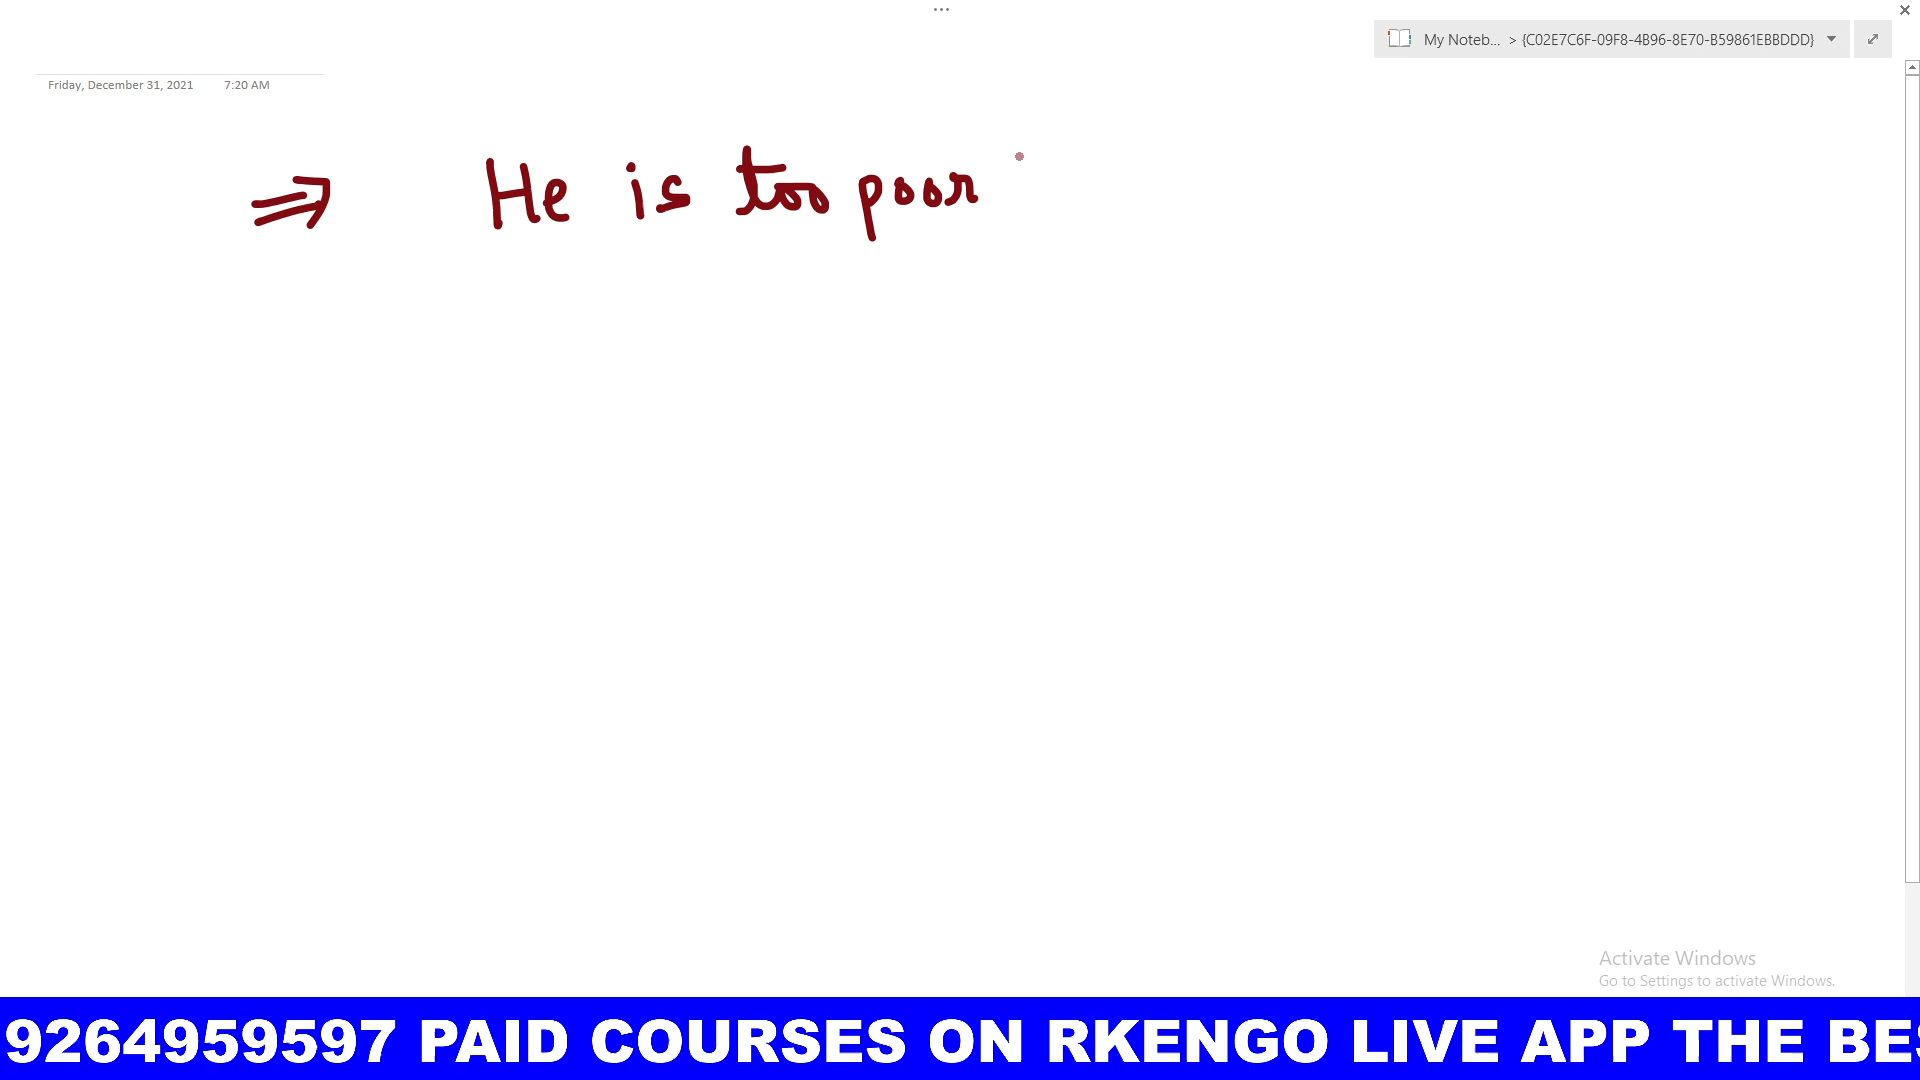 ...
My Noteb... > {C02E7C6F-09F8-4B96-8E70-B59861EBBDDD}
Friday, December 31, 2021 7:20 AM
⇒ He is too poor
Activate Windows
Go to Settings to activate Windows.
9264959597 PAID COURSES ON RKENGO LIVE APP THE BES